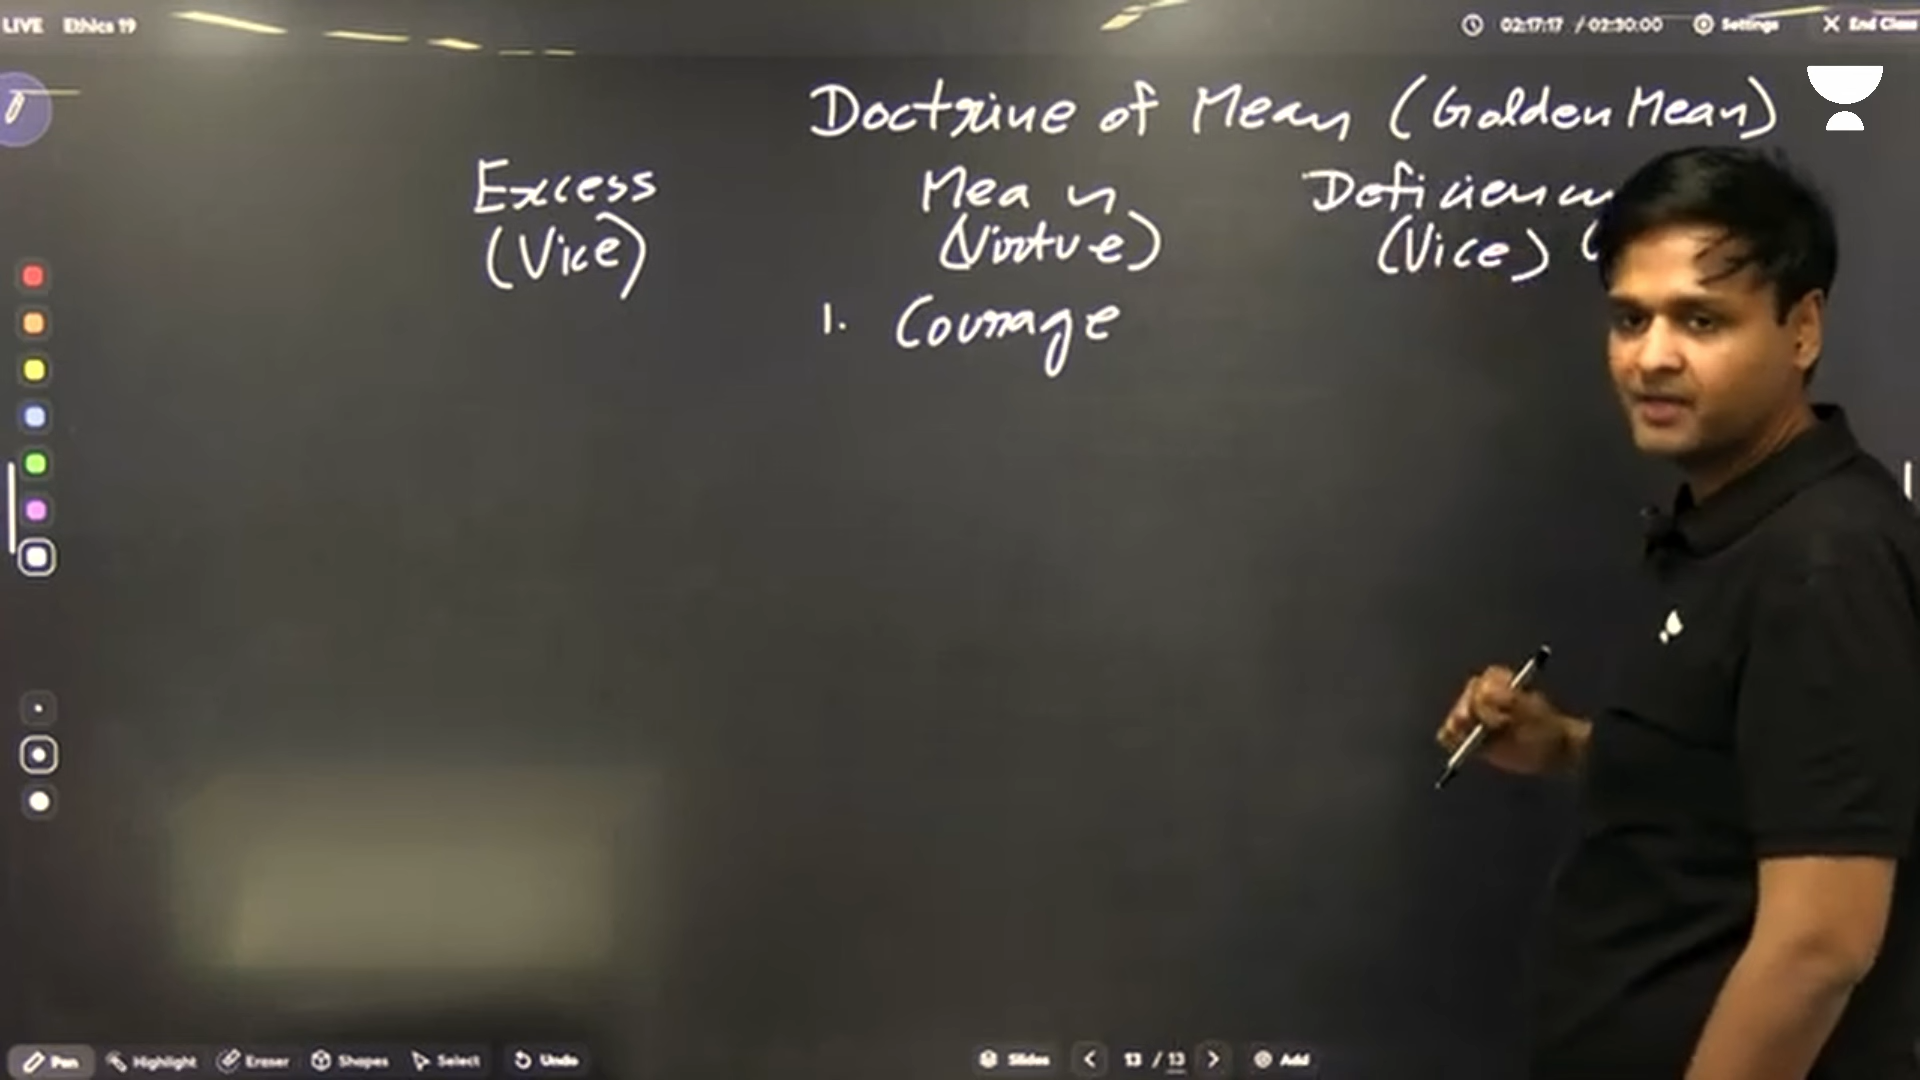 LIVE Ethics 19
02:17:17 / 02:30:00 Settings End Class
Doctrine of Mean (Golden Mean)
Excess Mean
(Vice) (Virtue) (Vice)
1. Courage
Pen Highlight Eraser Shapes Select Undo Slides 13 / 13 Add